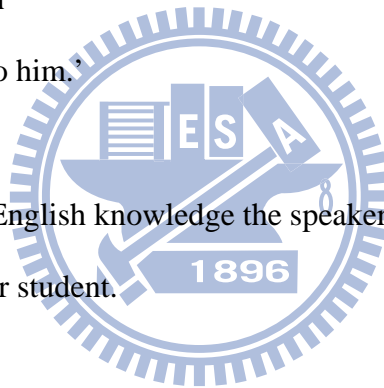 o him.’
E S A
English knowledge the speaker
1896
r student.